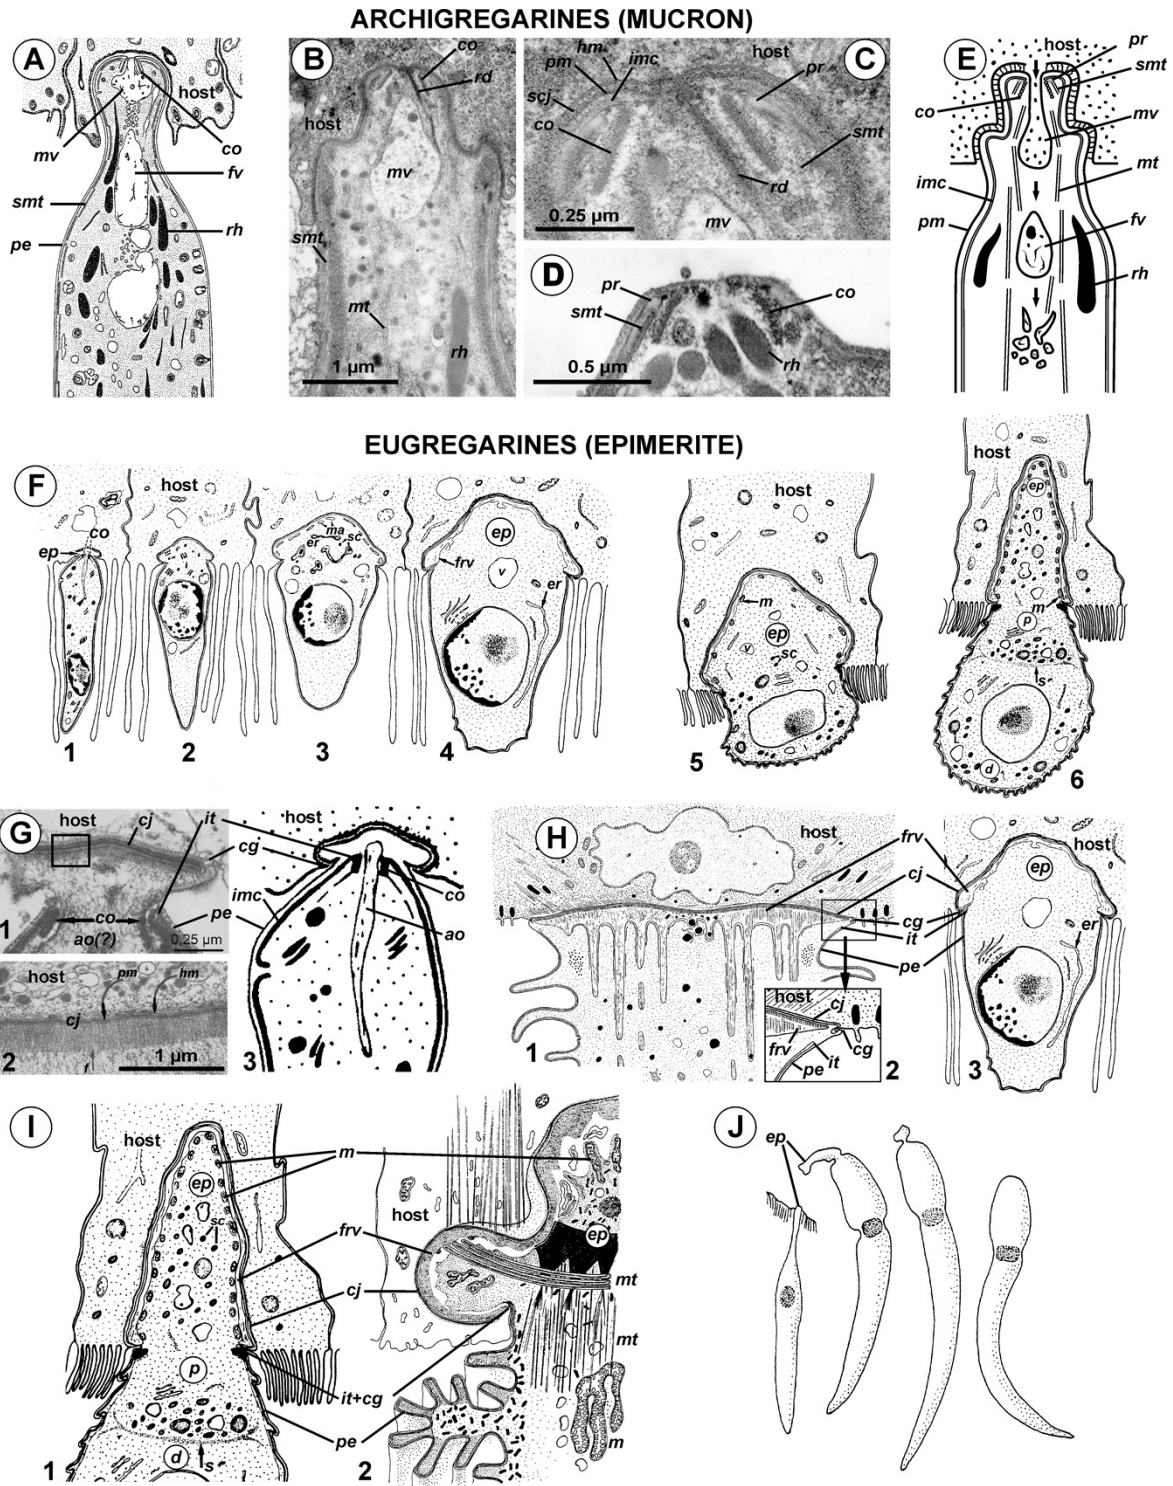 ARCHIGREGARINES (MUCRON)
A
host
mv
co
fv
smt
rh
pe
B
co
rd
host
mv
smt
mt
rh
1 µm
C
hm
host
pm
imc
pr
scj
co
smt
rd
0.25 µm
mv
D
pr
co
smt
rh
0.5 µm
E
host
pr
smt
co
mv
mt
imc
fv
pm
rh
EUGREGARINES (EPIMERITE)
F
host
co
ep
ma
sc
er
ep
frv
v
er
1
2
3
4
host
m
ep
v
sc
5
host
ep
m
p
s
d
6
G
host
cj
it
cg
imc
pe
co
ao(?)
1
0.25 µm
host
pm
hm
cj
f
1 µm
2
host
co
ao
3
H
host
frv
cj
cg
it
pe
1
host
cj
frv
cg
it
pe
2
host
ep
er
3
I
host
m
ep
sc
frv
cj
p
it+cg
pe
s
d
1
host
ep
mt
mt
m
2
J
ep